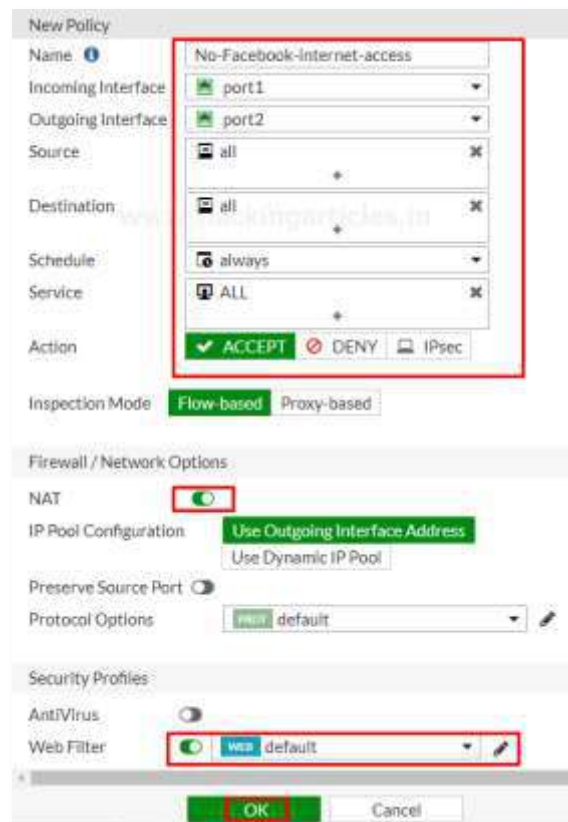 New Policy
Name No-Facebook-internet-access
Incoming Interface port1
Outgoing Interface port2
Source all
Destination all
Schedule always
Service ALL
Action ACCEPT DENY IPsec
Inspection Mode Flow-based Proxy-based
Firewall / Network Options
NAT
IP Pool Configuration Use Outgoing Interface Address
Use Dynamic IP Pool
Preserve Source Port
Protocol Options default
Security Profiles
AntiVirus
Web Filter WEB default
OK Cancel